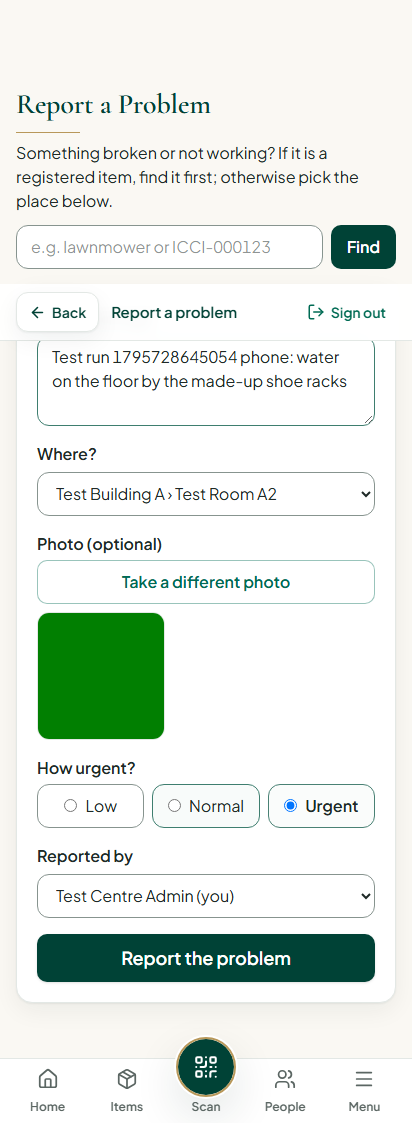 Report a Problem
Something broken or not working? If it is a
registered item, find it first; otherwise pick the
place below.
e.g. lawnmower or ICCI-000123
Find
Back
Report a problem
Sign out
Test run 1795728645054 phone: water
on the floor by the made-up shoe racks
Where?
Test Building A › Test Room A2
Photo (optional)
Take a different photo
How urgent?
Low
Normal
Urgent
Reported by
Test Centre Admin (you)
Report the problem
Home
Items
Scan
People
Menu